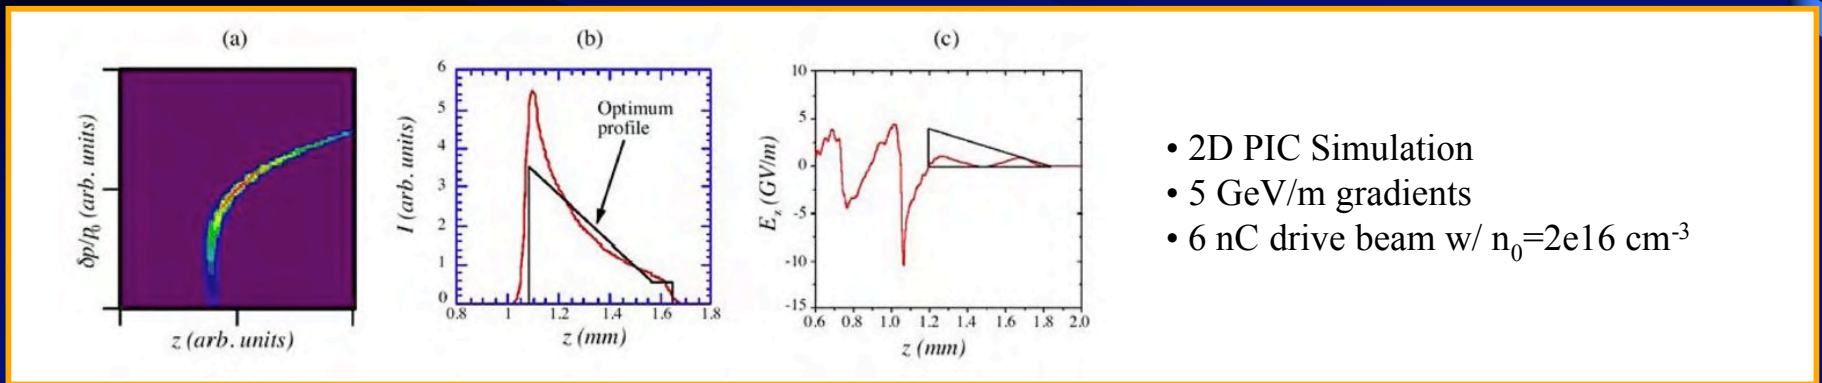 (a)
δp/p₀ (arb. units)
z (arb. units)
(b)
I (arb. units)
6
5
4
3
2
1
0
Optimum
profile
0.8 1 1.2 1.4 1.6 1.8
z (mm)
(c)
E_z (GV/m)
10
5
0
-5
-10
-15
0.6 0.8 1.0 1.2 1.4 1.6 1.8 2.0
z (mm)
• 2D PIC Simulation
• 5 GeV/m gradients
• 6 nC drive beam w/ n₀=2e16 cm⁻³